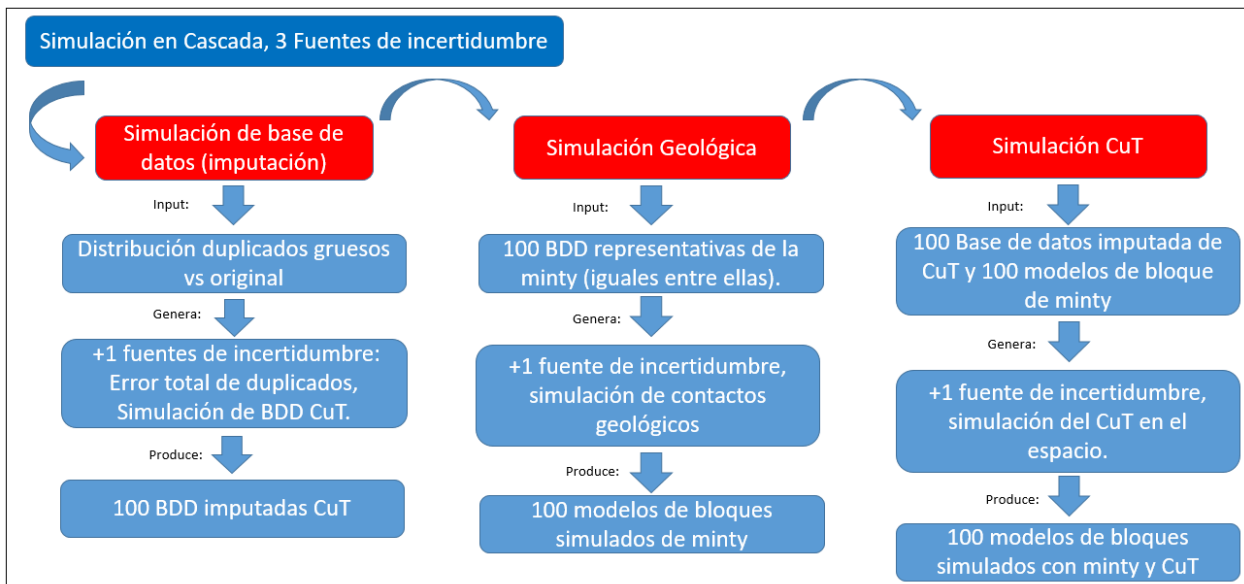 Simulación en Cascada, 3 Fuentes de incertidumbre
Simulación de base de
datos (imputación)
Input:
Distribución duplicados gruesos
vs original
Genera:
+1 fuentes de incertidumbre:
Error total de duplicados,
Simulación de BDD CuT.
Produce:
100 BDD imputadas CuT
Simulación Geológica
Input:
100 BDD representativas de la
minty (iguales entre ellas).
Genera:
+1 fuente de incertidumbre,
simulación de contactos
geológicos
Produce:
100 modelos de bloques
simulados de minty
Simulación CuT
Input:
100 Base de datos imputada de
CuT y 100 modelos de bloque
de minty
Genera:
+1 fuente de incertidumbre,
simulación del CuT en el
espacio.
Produce:
100 modelos de bloques
simulados con minty y CuT